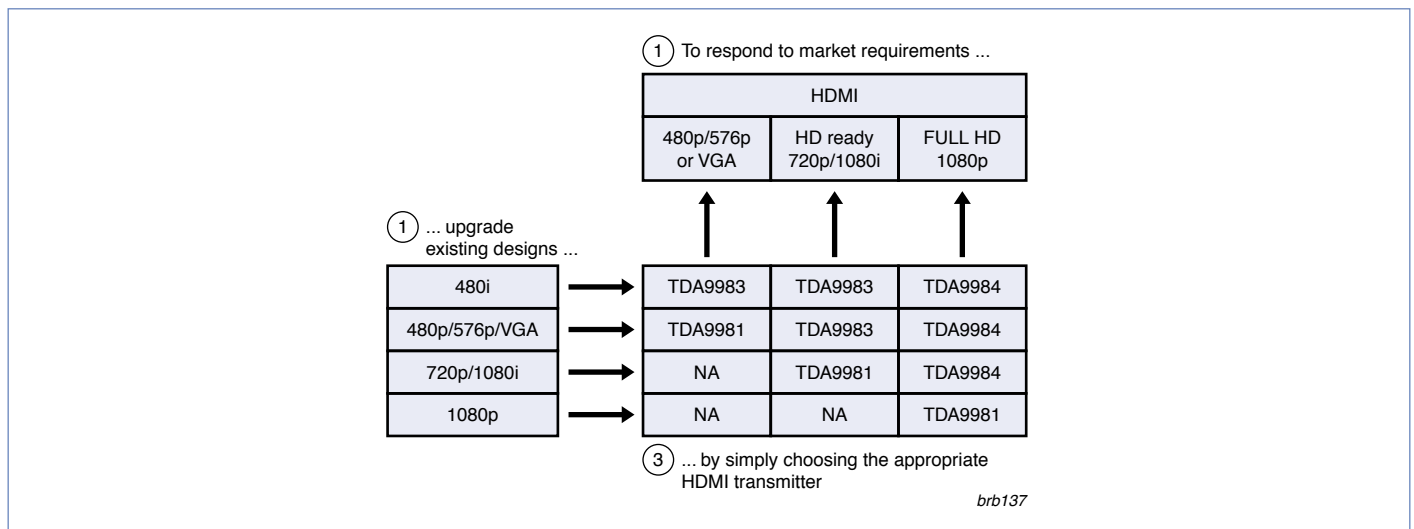 1 To respond to market requirements ...
HDMI
480p/576p
or VGA
HD ready
720p/1080i
FULL HD
1080p
1 ... upgrade
existing designs ...
480i
TDA9983
TDA9983
TDA9984
480p/576p/VGA
TDA9981
TDA9983
TDA9984
720p/1080i
NA
TDA9981
TDA9984
1080p
NA
NA
TDA9981
3 ... by simply choosing the appropriate
HDMI transmitter
brb137